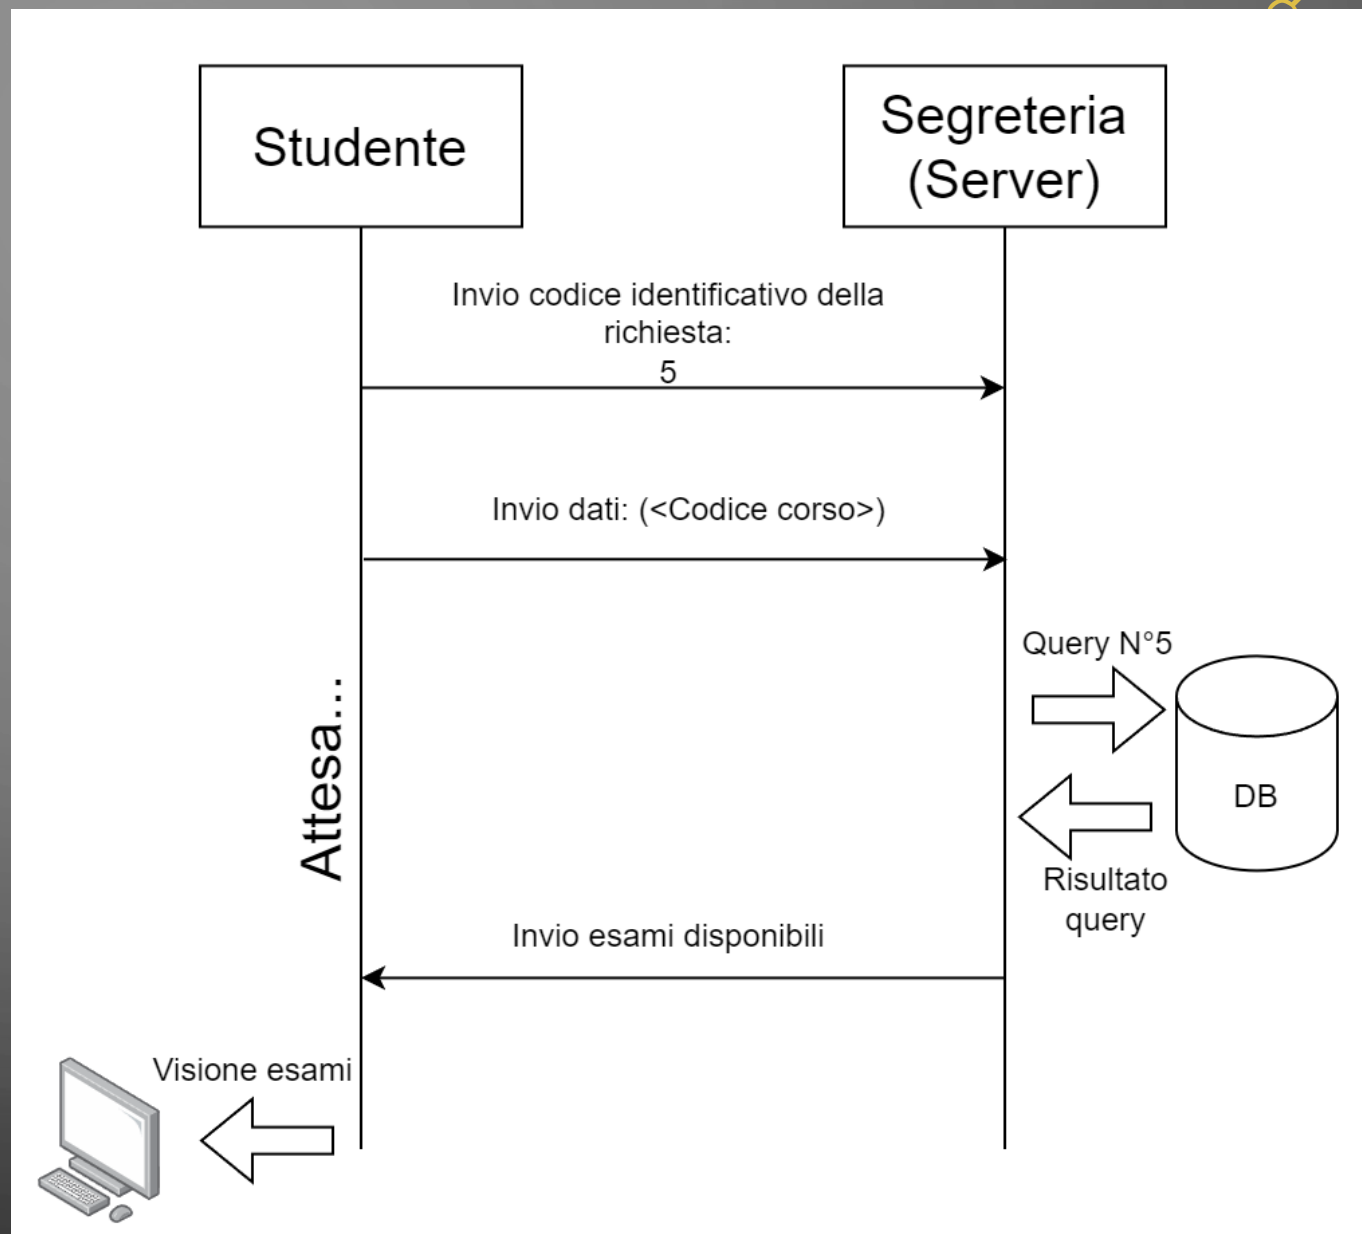 Studente
Segreteria
(Server)
Invio codice identificativo della
richiesta:
5
Invio dati: (<Codice corso>)
Query N°5
DB
Attesa...
Risultato
query
Invio esami disponibili
Visione esami